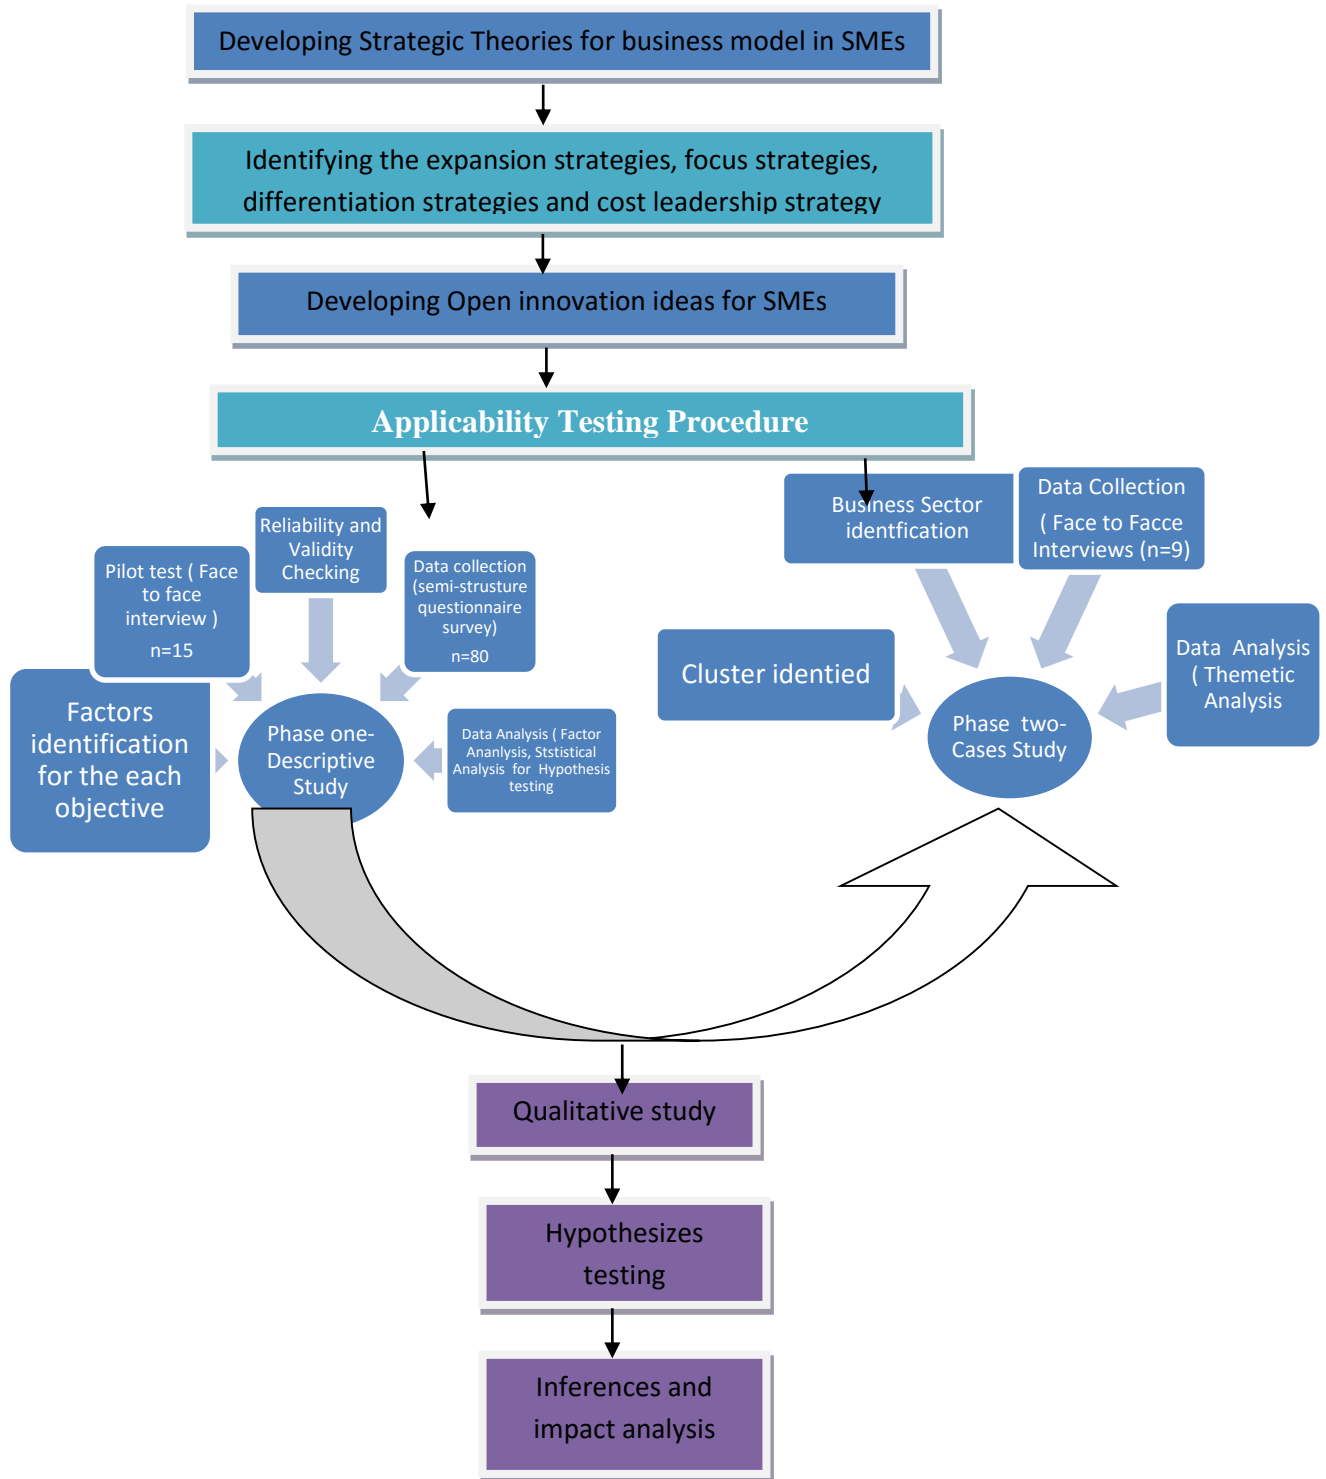 Developing Strategic Theories for business model in SMEs
Identifying the expansion strategies, focus strategies,
differentiation strategies and cost leadership strategy
Developing Open innovation ideas for SMEs
Applicability Testing Procedure
Factors
identification
for the each
objective
Pilot test ( Face
to face
interview )
n=15
Reliability and
Validity
Checking
Data collection
(semi-strusture
questionnaire
survey)
n=80
Data Analysis ( Factor
Ananlysis, Ststistical
Analysis for Hypothesis
testing
Phase one-
Descriptive
Study
Cluster identied
Business Sector
identfication
Data Collection
( Face to Facce
Interviews (n=9)
Data Analysis
( Themetic
Analysis
Phase two-
Cases Study
Qualitative study
Hypothesizes
testing
Inferences and
impact analysis